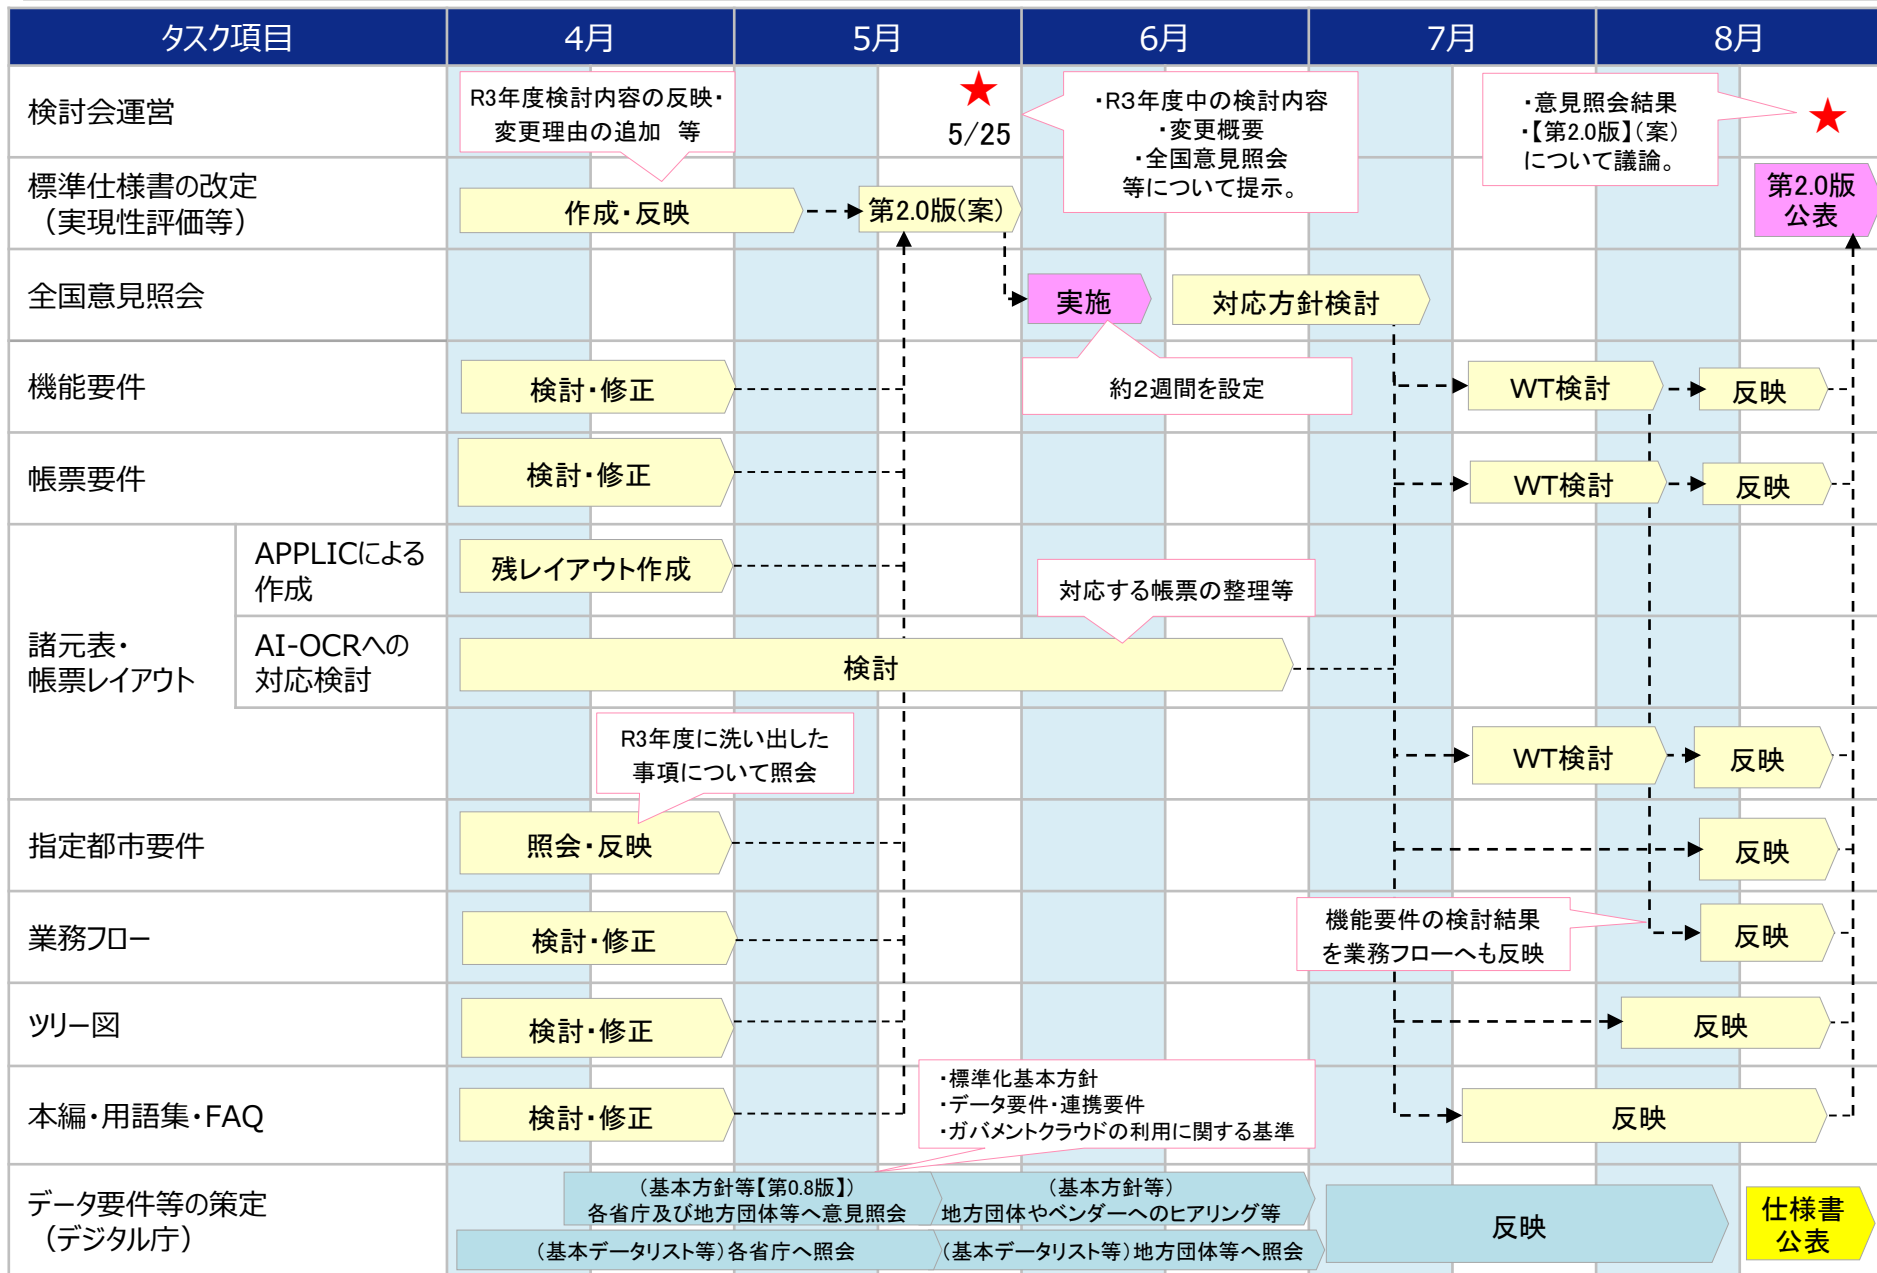 タスク項目
4月
5月
6月
7月
8月
検討会運営
R3年度検討内容の反映・
変更理由の追加　等
★
5/25
・R3年度中の検討内容
・変更概要
・全国意見照会
等について提示。
・意見照会結果
・【第2.0版】（案）
について議論。
★
標準仕様書の改定
（実現性評価等）
作成・反映
第2.0版（案）
第2.0版
公表
全国意見照会
実施
対応方針検討
約２週間を設定
機能要件
検討・修正
WT検討
反映
帳票要件
検討・修正
WT検討
反映
諸元表・
帳票レイアウト
APPLICによる
作成
残レイアウト作成
対応する帳票の整理等
AI-OCRへの
対応検討
検討
R3年度に洗い出した
事項について照会
WT検討
反映
指定都市要件
照会・反映
反映
業務フロー
検討・修正
機能要件の検討結果
を業務フローへも反映
反映
ツリー図
検討・修正
反映
本編・用語集・FAQ
検討・修正
・標準化基本方針
・データ要件・連携要件
・ガバメントクラウドの利用に関する基準
反映
データ要件等の策定
（デジタル庁）
（基本方針等【第0.8版】）
各省庁及び地方団体等へ意見照会
（基本方針等）
地方団体やベンダーへのヒアリング等
（基本データリスト等）各省庁へ照会
（基本データリスト等）地方団体等へ照会
反映
仕様書
公表